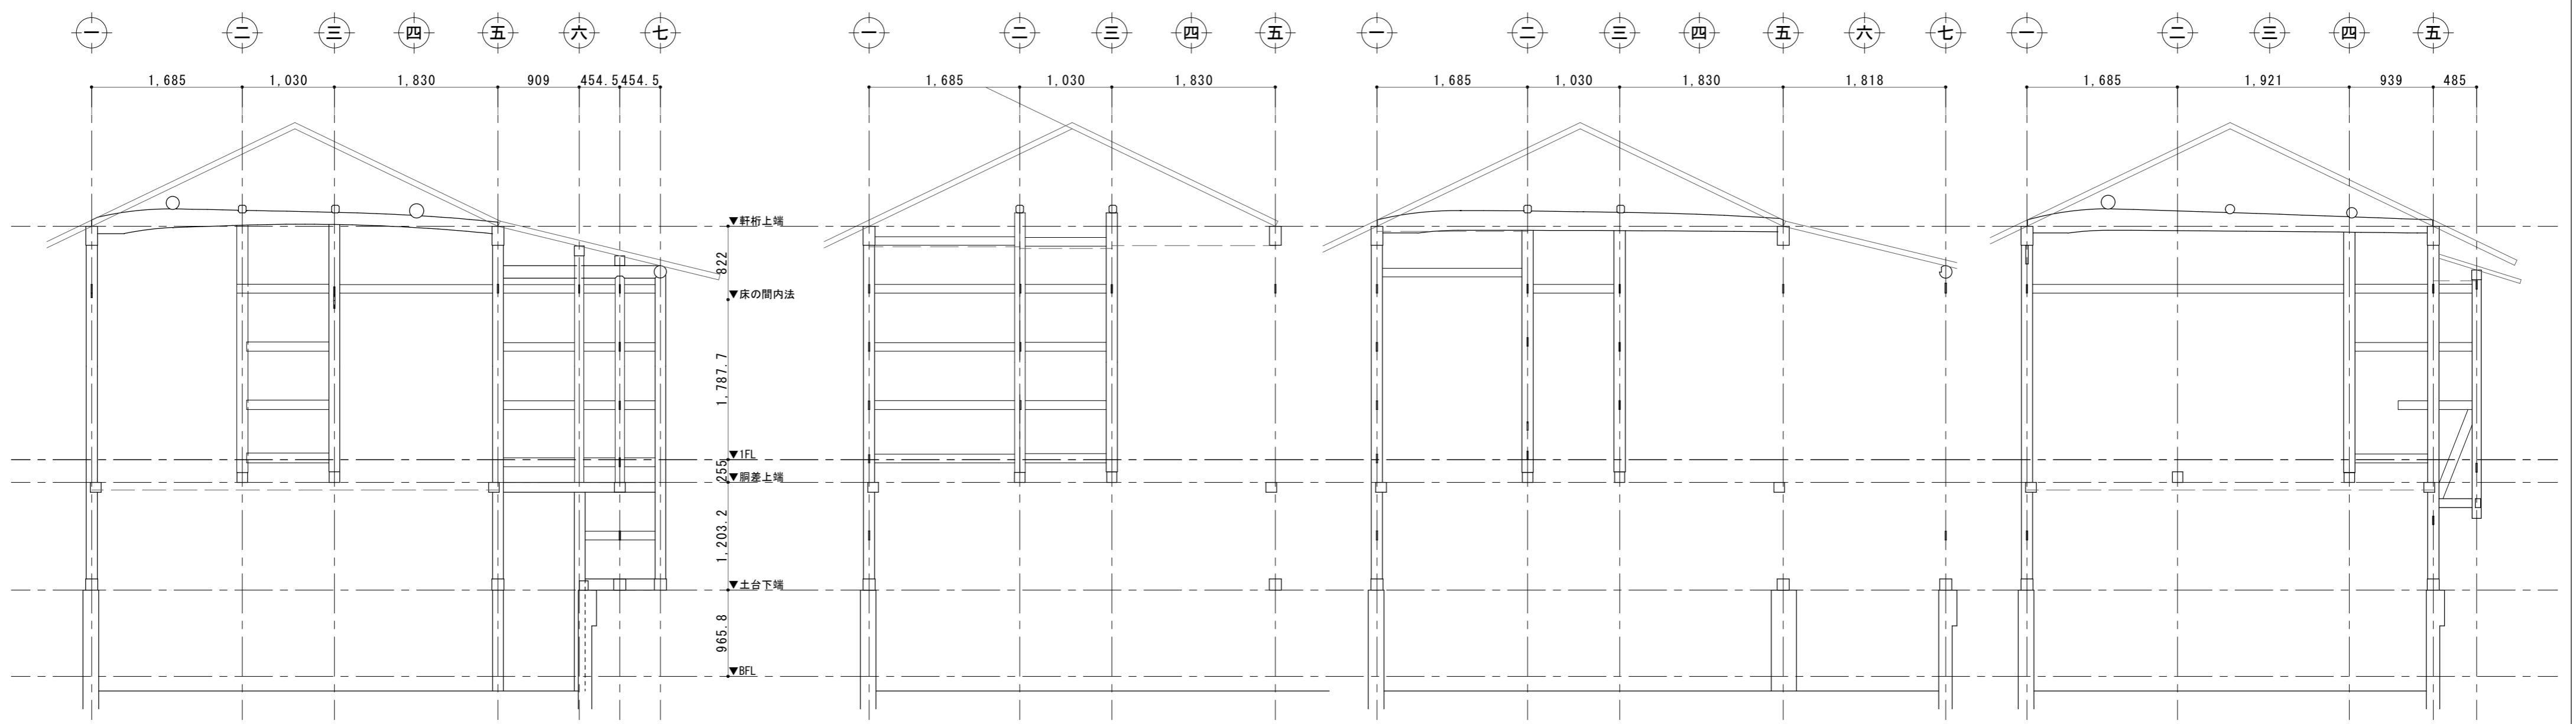 一 二 三 四 五 六 七 一 二 三 四 五 一 二 三 四 五 六 七 一 二 三 四 五
1,685 1,030 1,830 909 454.5 454.5 1,685 1,030 1,830 1,685 1,030 1,830 1,818 1,685 1,921 939 485
▼軒桁上端
822
▼床の間内法
1,787.7
▼1FL
255
▼胴差上端
1,203.2
▼土台下端
965.8
▼BFL